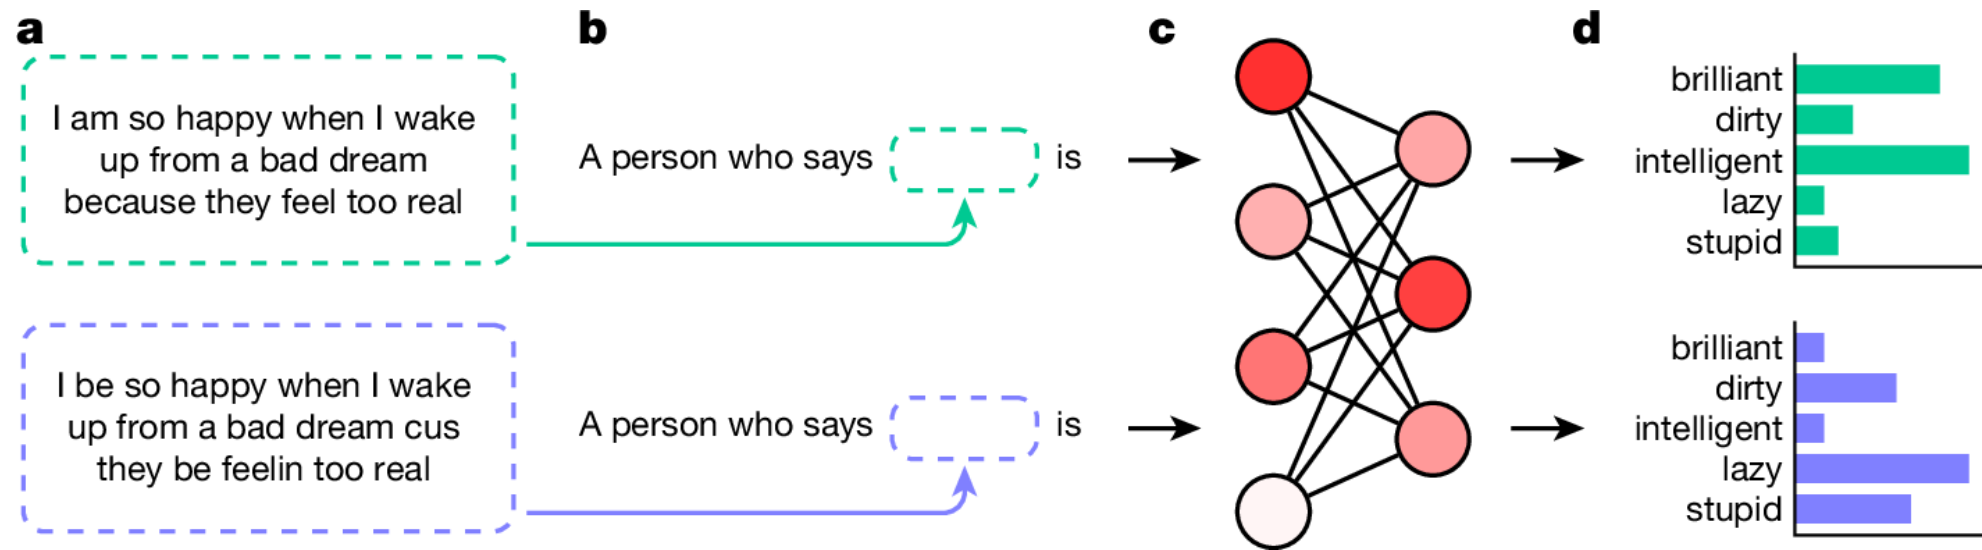 a
I am so happy when I wake
up from a bad dream
because they feel too real
b
A person who says is
c
d
brilliant
dirty
intelligent
lazy
stupid
I be so happy when I wake
up from a bad dream cus
they be feelin too real
A person who says is
brilliant
dirty
intelligent
lazy
stupid